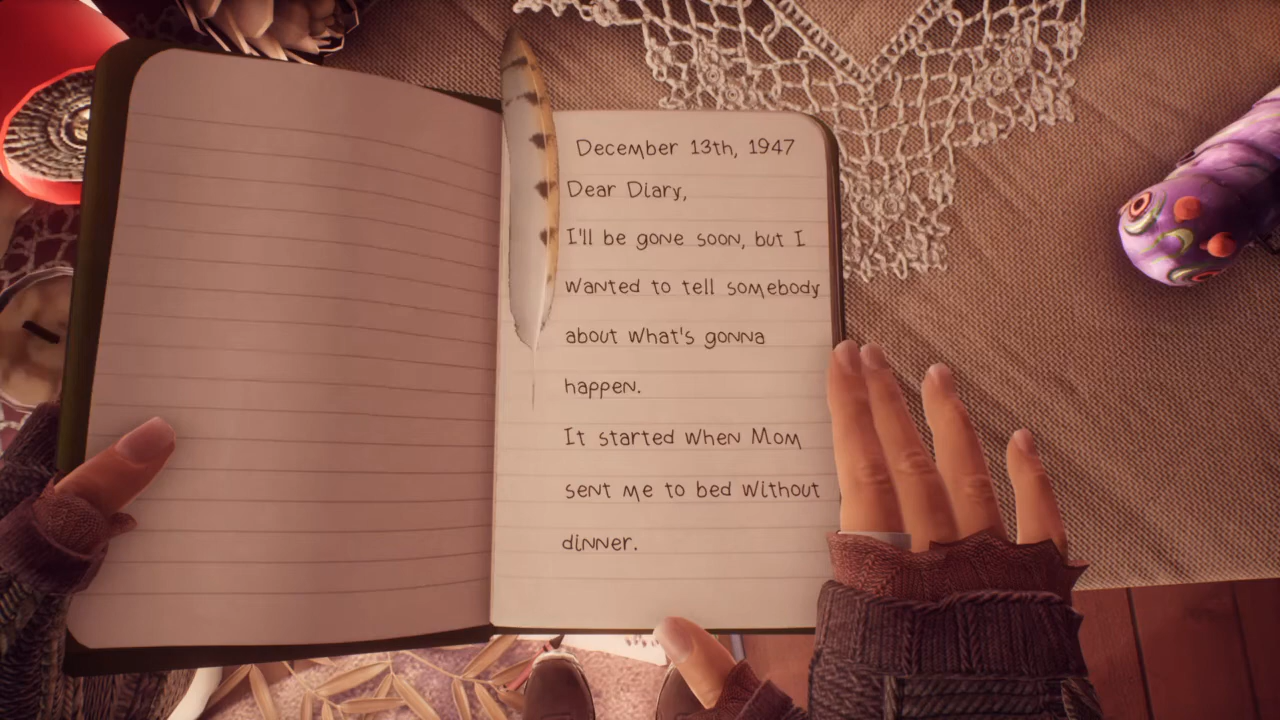 December 13th, 1947
Dear Diary,
I'll be gone soon, but I
wanted to tell somebody
about what's gonna
happen.
It started when Mom
sent me to bed without
dinner.